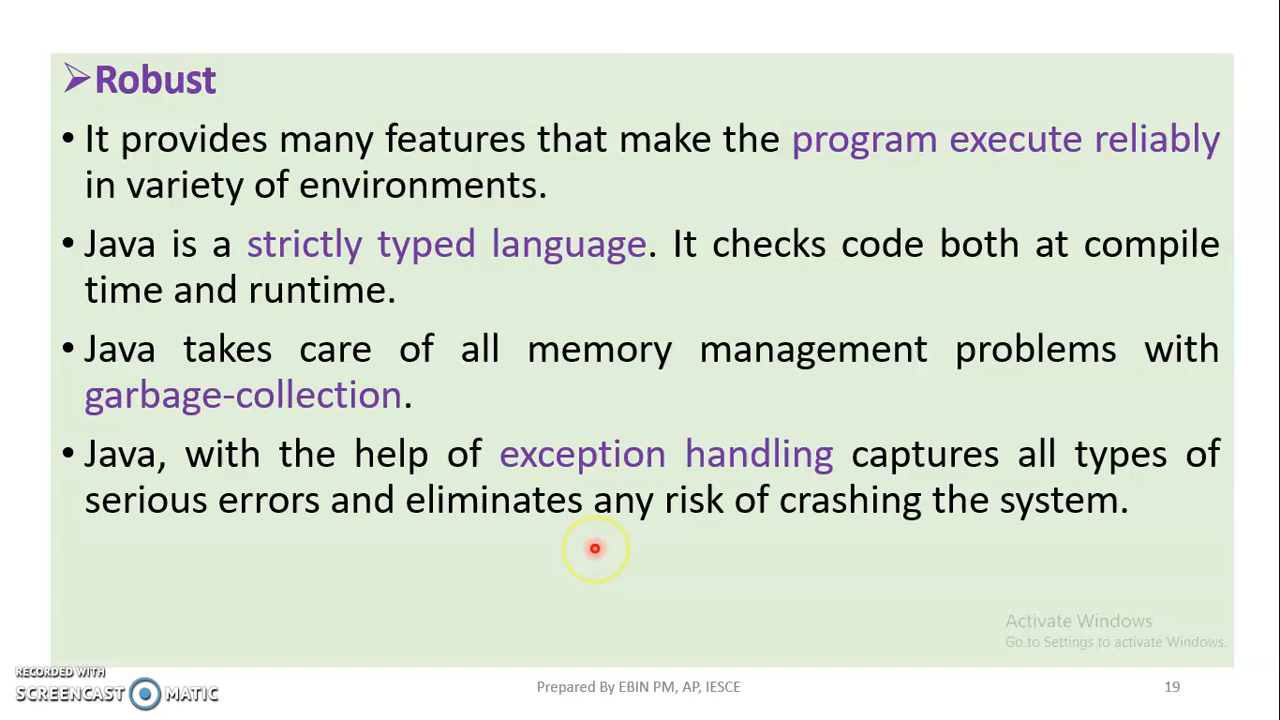 ➢Robust
• It provides many features that make the program execute reliably
in variety of environments.
• Java is a strictly typed language. It checks code both at compile
time and runtime.
• Java takes care of all memory management problems with
garbage-collection.
• Java, with the help of exception handling captures all types of
serious errors and eliminates any risk of crashing the system.
Activate Windows
Go to Settings to activate Windows.
RECORDED WITH
SCREENCAST MATIC
Prepared By EBIN PM, AP, IESCE
19